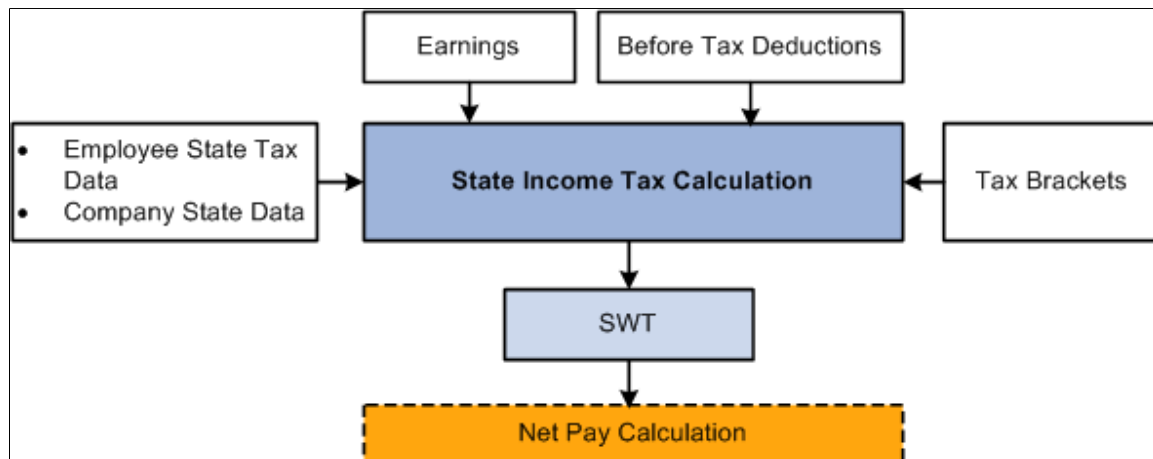 Earnings
Before Tax Deductions
• Employee State Tax
Data
• Company State Data
State Income Tax Calculation
Tax Brackets
SWT
Net Pay Calculation